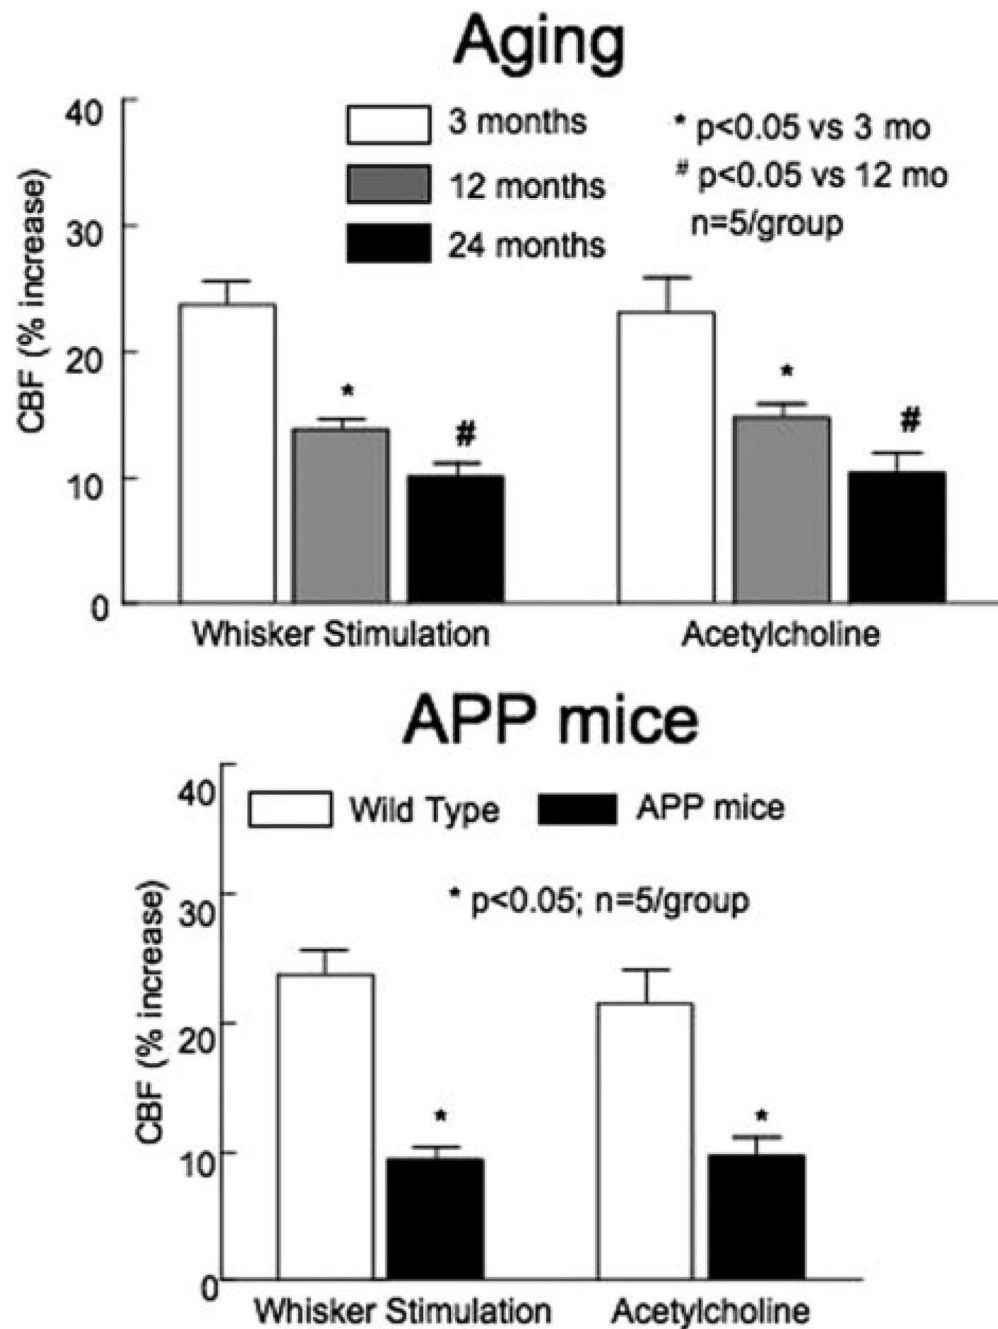 Aging
40
30
20
10
0
CBF (% increase)
3 months
12 months
24 months
* p<0.05 vs 3 mo
# p<0.05 vs 12 mo
n=5/group
*
#
*
#
Whisker Stimulation
Acetylcholine
APP mice
40
30
20
10
0
CBF (% increase)
Wild Type
APP mice
* p<0.05; n=5/group
*
*
Whisker Stimulation
Acetylcholine